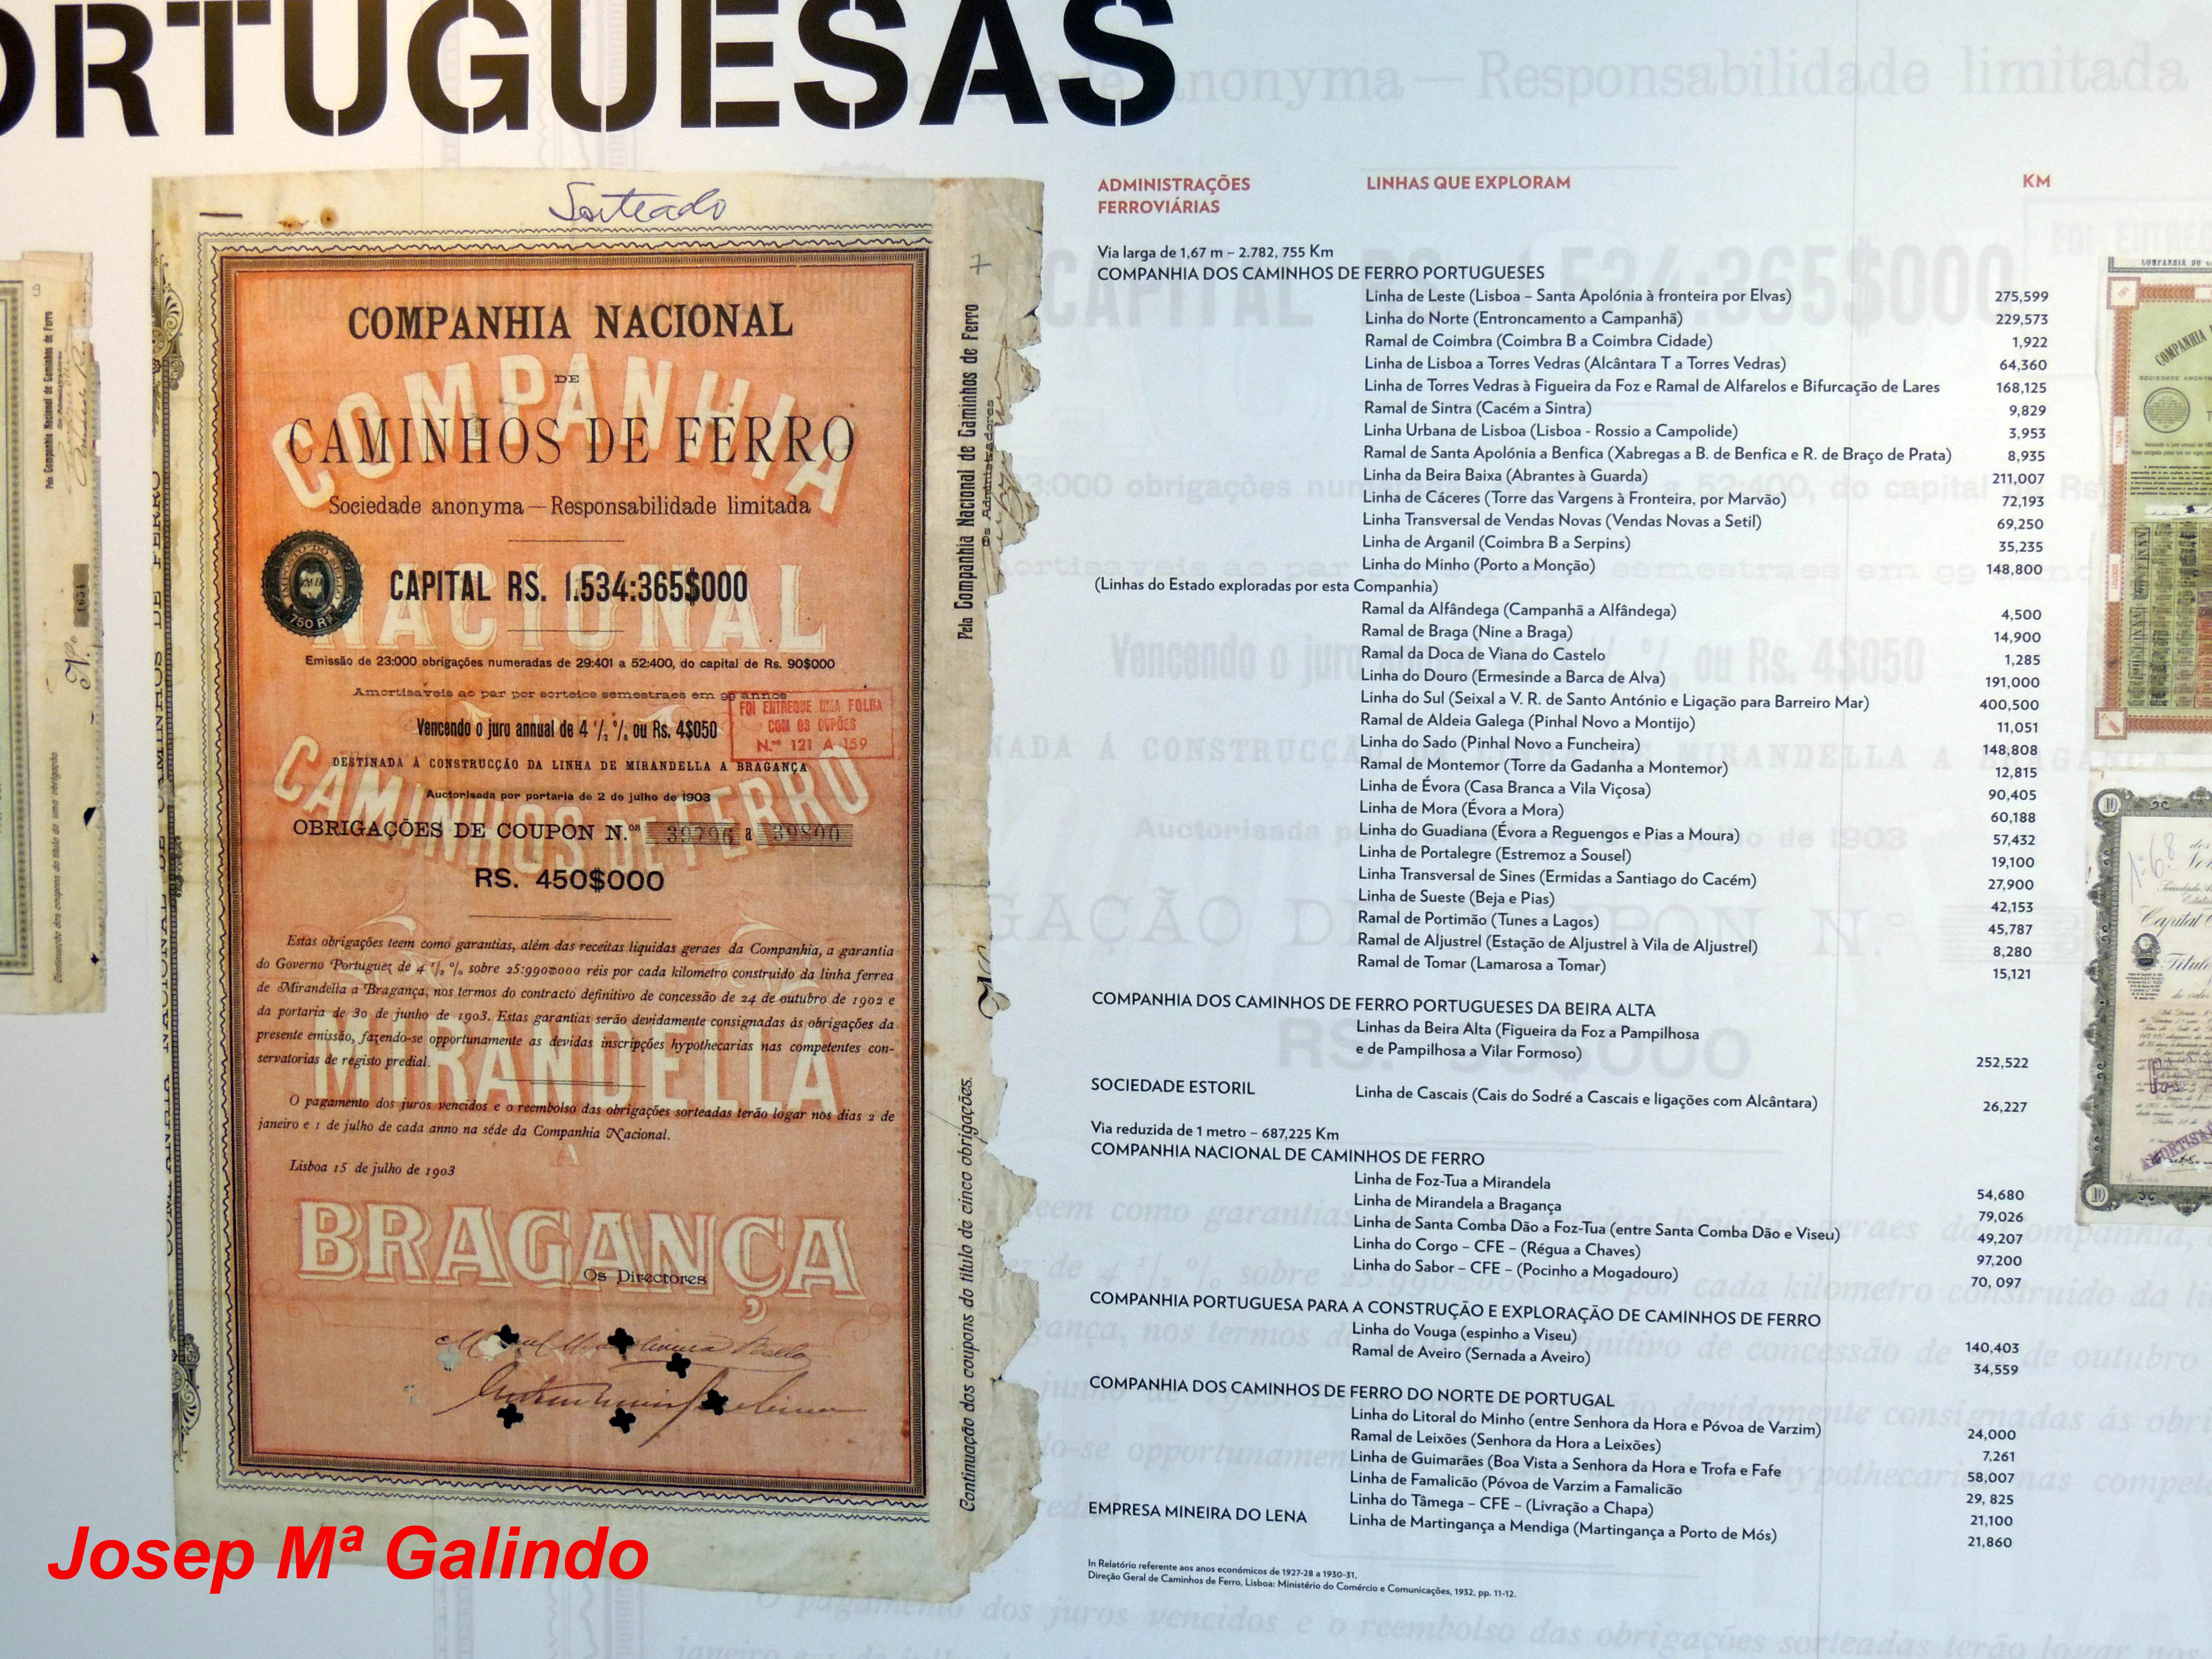 ORTUGUESAS
Sorteado
7
COMPANHIA NACIONAL
DE
CAMINHOS DE FERRO
Sociedade anonyma — Responsabilidade limitada
CAPITAL RS. 1.534:365$000
Emissão de 23:000 obrigações numeradas de 29:401 a 52:400, do capital de Rs. 90$000
Amortisaveis ao par por sorteios semestraes em 99 annos
Vencendo o juro annual de 4 1/2 % ou Rs. 4$050
FOI ENTREGUE UMA FOLHA
COM OS CUPÕES
N.os 121 A 159
DESTINADA Á CONSTRUCÇÃO DA LINHA DE MIRANDELLA A BRAGANÇA
Auctorisada por portaria de 2 de julho de 1903
OBRIGAÇÕES DE COUPON N.os 39796 a 39800
RS. 450$000
Estas obrigações teem como garantias, além das receitas liquidas geraes da Companhia, a garantia
do Governo Portuguez de 4 1/2 % sobre 25:990$000 réis por cada kilometro construido da linha ferrea
de Mirandella a Bragança, nos termos do contracto definitivo de concessão de 24 de outubro de 1902 e
da portaria de 30 de junho de 1903. Estas garantias serão devidamente consignadas ás obrigações da
presente emissão, fazendo-se opportunamente as devidas inscripções hypothecarias nas competentes con-
servatorias de registo predial.
O pagamento dos juros vencidos e o reembolso das obrigações sorteadas terão logar nos dias 2 de
janeiro e 1 de julho de cada anno na séde da Companhia Nacional.
Lisboa 15 de julho de 1903
Os Directores
COMPANHIA
NACIONAL
DE
CAMINHOS DE FERRO
MIRANDELLA
A
BRAGANÇA
750 RS
Pela Companhia Nacional de Caminhos de Ferro
Os Administradores
Continuação dos coupons do titulo de cinco obrigações.
ADMINISTRAÇÕES
FERROVIÁRIAS
LINHAS QUE EXPLORAM
KM
Via larga de 1,67 m – 2.782, 755 Km
COMPANHIA DOS CAMINHOS DE FERRO PORTUGUESES
Linha de Leste (Lisboa – Santa Apolónia à fronteira por Elvas) 275,599
Linha do Norte (Entroncamento a Campanhã) 229,573
Ramal de Coimbra (Coimbra B a Coimbra Cidade) 1,922
Linha de Lisboa a Torres Vedras (Alcântara T a Torres Vedras) 64,360
Linha de Torres Vedras à Figueira da Foz e Ramal de Alfarelos e Bifurcação de Lares 168,125
Ramal de Sintra (Cacém a Sintra) 9,829
Linha Urbana de Lisboa (Lisboa - Rossio a Campolide) 3,953
Ramal de Santa Apolónia a Benfica (Xabregas a B. de Benfica e R. de Braço de Prata) 8,935
Linha da Beira Baixa (Abrantes à Guarda) 211,007
Linha de Cáceres (Torre das Vargens à Fronteira, por Marvão) 72,193
Linha Transversal de Vendas Novas (Vendas Novas a Setil) 69,250
Linha de Arganil (Coimbra B a Serpins) 35,235
Linha do Minho (Porto a Monção) 148,800
(Linhas do Estado exploradas por esta Companhia)
Ramal da Alfândega (Campanhã a Alfândega) 4,500
Ramal de Braga (Nine a Braga) 14,900
Ramal da Doca de Viana do Castelo 1,285
Linha do Douro (Ermesinde a Barca de Alva) 191,000
Linha do Sul (Seixal a V. R. de Santo António e Ligação para Barreiro Mar) 400,500
Ramal de Aldeia Galega (Pinhal Novo a Montijo) 11,051
Linha do Sado (Pinhal Novo a Funcheira) 148,808
Ramal de Montemor (Torre da Gadanha a Montemor) 12,815
Linha de Évora (Casa Branca a Vila Viçosa) 90,405
Linha de Mora (Évora a Mora) 60,188
Linha do Guadiana (Évora a Reguengos e Pias a Moura) 57,432
Linha de Portalegre (Estremoz a Sousel) 19,100
Linha Transversal de Sines (Ermidas a Santiago do Cacém) 27,900
Linha de Sueste (Beja e Pias) 42,153
Ramal de Portimão (Tunes a Lagos) 45,787
Ramal de Aljustrel (Estação de Aljustrel à Vila de Aljustrel) 8,280
Ramal de Tomar (Lamarosa a Tomar) 15,121
COMPANHIA DOS CAMINHOS DE FERRO PORTUGUESES DA BEIRA ALTA
Linhas da Beira Alta (Figueira da Foz a Pampilhosa
e de Pampilhosa a Vilar Formoso) 252,522
SOCIEDADE ESTORIL Linha de Cascais (Cais do Sodré a Cascais e ligações com Alcântara) 26,227
Via reduzida de 1 metro – 687,225 Km
COMPANHIA NACIONAL DE CAMINHOS DE FERRO
Linha de Foz-Tua a Mirandela 54,680
Linha de Mirandela a Bragança 79,026
Linha de Santa Comba Dão a Foz-Tua (entre Santa Comba Dão e Viseu) 49,207
Linha do Corgo – CFE – (Régua a Chaves) 97,200
Linha do Sabor – CFE – (Pocinho a Mogadouro) 70, 097
COMPANHIA PORTUGUESA PARA A CONSTRUÇÃO E EXPLORAÇÃO DE CAMINHOS DE FERRO
Linha do Vouga (espinho a Viseu) 140,403
Ramal de Aveiro (Sernada a Aveiro) 34,559
COMPANHIA DOS CAMINHOS DE FERRO DO NORTE DE PORTUGAL
Linha do Litoral do Minho (entre Senhora da Hora e Póvoa de Varzim) 24,000
Ramal de Leixões (Senhora da Hora a Leixões) 7,261
Linha de Guimarães (Boa Vista a Senhora da Hora e Trofa e Fafe 58,007
Linha de Famalicão (Póvoa de Varzim a Famalicão 29, 825
Linha do Tâmega – CFE – (Livração a Chapa) 21,100
EMPRESA MINEIRA DO LENA Linha de Martingança a Mendiga (Martingança a Porto de Mós) 21,860
In Relatório referente aos anos económicos de 1927-28 a 1930-31,
Direção Geral de Caminhos de Ferro, Lisboa: Ministério do Comércio e Comunicações, 1932, pp. 11-12.
Josep Mª Galindo